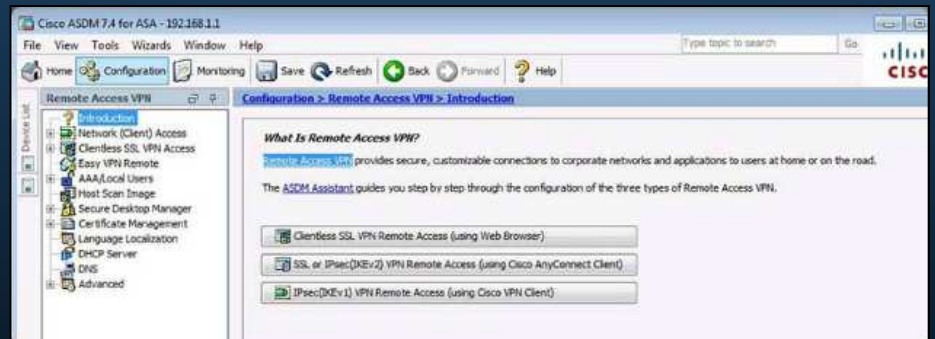 Cisco ASDM 7.4 for ASA - 192.168.1.1
File View Tools Wizards Window Help
Type topic to search Go
Home Configuration Monitoring Save Refresh Back Forward Help
CISC
Device List
Remote Access VPN
Introduction
Network (Client) Access
Clientless SSL VPN Access
Easy VPN Remote
AAA/Local Users
Host Scan Image
Secure Desktop Manager
Certificate Management
Language Localization
DHCP Server
DNS
Advanced
Configuration > Remote Access VPN > Introduction
What Is Remote Access VPN?
Remote Access VPN provides secure, customizable connections to corporate networks and applications to users at home or on the road.
The ASDM Assistant guides you step by step through the configuration of the three types of Remote Access VPN.
Clientless SSL VPN Remote Access (using Web Browser)
SSL or IPsec(IKEv2) VPN Remote Access (using Cisco AnyConnect Client)
IPsec(IKEv1) VPN Remote Access (using Cisco VPN Client)